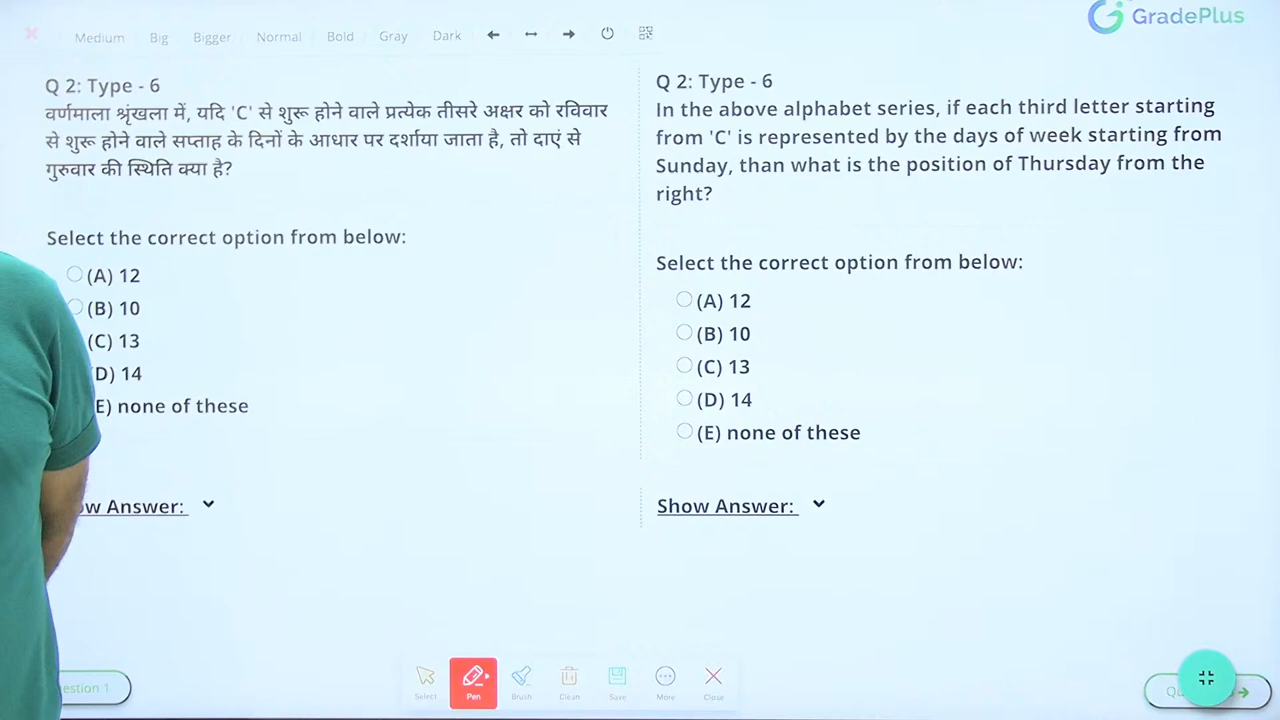 Medium Big Bigger Normal Bold Gray Dark
GradePlus
Q 2: Type - 6
वर्णमाला श्रृंखला में, यदि 'C' से शुरू होने वाले प्रत्येक तीसरे अक्षर को रविवार
से शुरू होने वाले सप्ताह के दिनों के आधार पर दर्शाया जाता है, तो दाएं से
गुरुवार की स्थिति क्या है?
Select the correct option from below:
(A) 12
(B) 10
(C) 13
D) 14
E) none of these
w Answer:
Q 2: Type - 6
In the above alphabet series, if each third letter starting
from 'C' is represented by the days of week starting from
Sunday, than what is the position of Thursday from the
right?
Select the correct option from below:
(A) 12
(B) 10
(C) 13
(D) 14
(E) none of these
Show Answer:
estion 1
Select Pen Brush Clean Save More Close